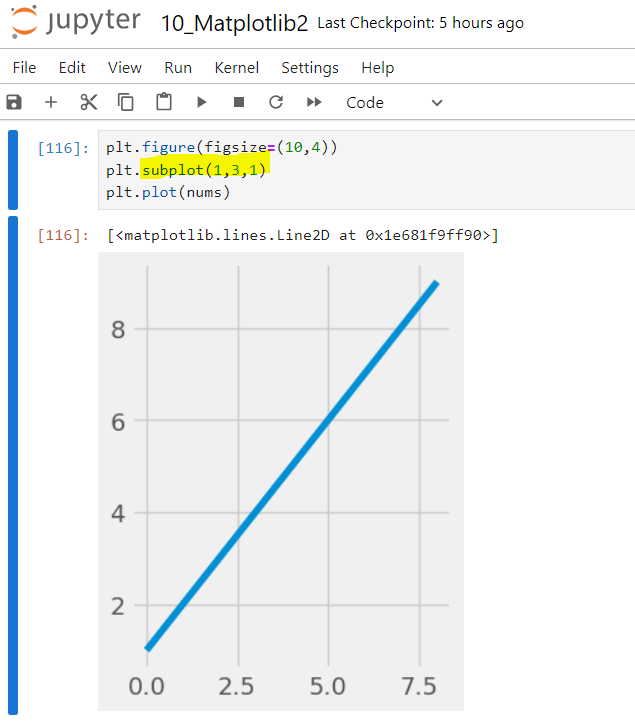 jupyter 10_Matplotlib2 Last Checkpoint: 5 hours ago
File Edit View Run Kernel Settings Help
Code
[116]: plt.figure(figsize=(10,4))
plt.subplot(1,3,1)
plt.plot(nums)
[116]: [<matplotlib.lines.Line2D at 0x1e681f9ff90>]
8
6
4
2
0.0 2.5 5.0 7.5